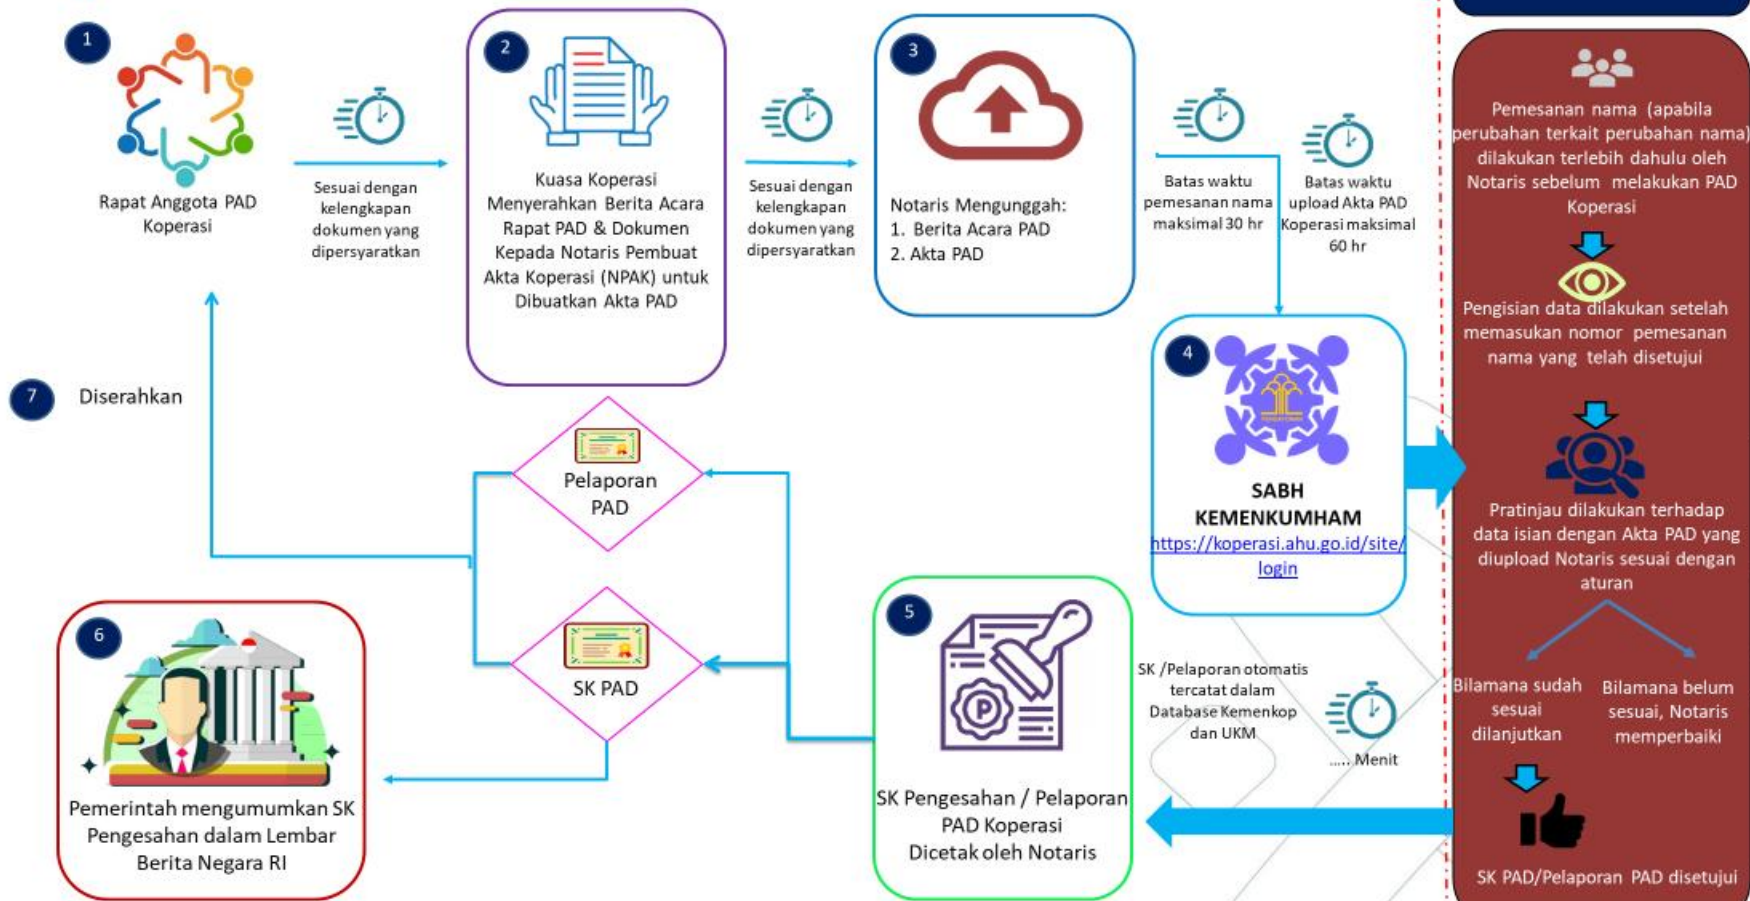 1
Rapat Anggota PAD
Koperasi
Sesuai dengan
kelengkapan
dokumen yang
dipersyaratkan
2
Kuasa Koperasi
Menyerahkan Berita Acara
Rapat PAD & Dokumen
Kepada Notaris Pembuat
Akta Koperasi (NPAK) untuk
Dibuatkan Akta PAD
Sesuai dengan
kelengkapan
dokumen yang
dipersyaratkan
3
Notaris Mengunggah:
1. Berita Acara PAD
2. Akta PAD
Batas waktu
pemesanan nama
maksimal 30 hr
Batas waktu
upload Akta PAD
Koperasi maksimal
60 hr
4
SABH
KEMENKUMHAM
https://koperasi.ahu.go.id/site/
login
Pemesanan nama (apabila
perubahan terkait perubahan nama)
dilakukan terlebih dahulu oleh
Notaris sebelum melakukan PAD
Koperasi
Pengisian data dilakukan setelah
memasukan nomor pemesanan
nama yang telah disetujui
Pratinjau dilakukan terhadap
data isian dengan Akta PAD yang
diupload Notaris sesuai dengan
aturan
Bilamana sudah
sesuai
dilanjutkan
Bilamana belum
sesuai, Notaris
memperbaiki
SK PAD/Pelaporan PAD disetujui
SK /Pelaporan otomatis
tercatat dalam
Database Kemenkop
dan UKM
..... Menit
5
P
SK Pengesahan / Pelaporan
PAD Koperasi
Dicetak oleh Notaris
Pelaporan
PAD
SK PAD
6
Pemerintah mengumumkan SK
Pengesahan dalam Lembar
Berita Negara RI
7
Diserahkan